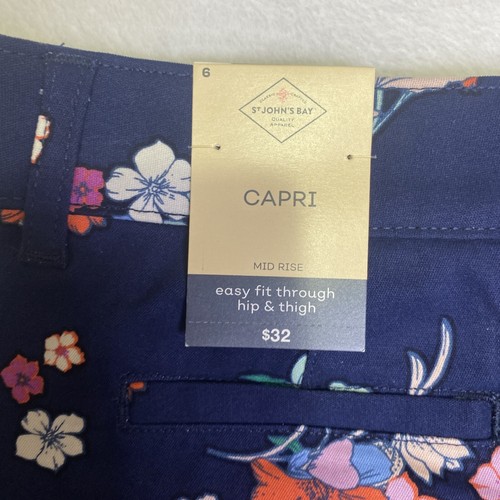 6
ST JOHN'S BAY
QUALITY
APPAREL
CAPRI
MID RISE
easy fit through
hip & thigh
$32